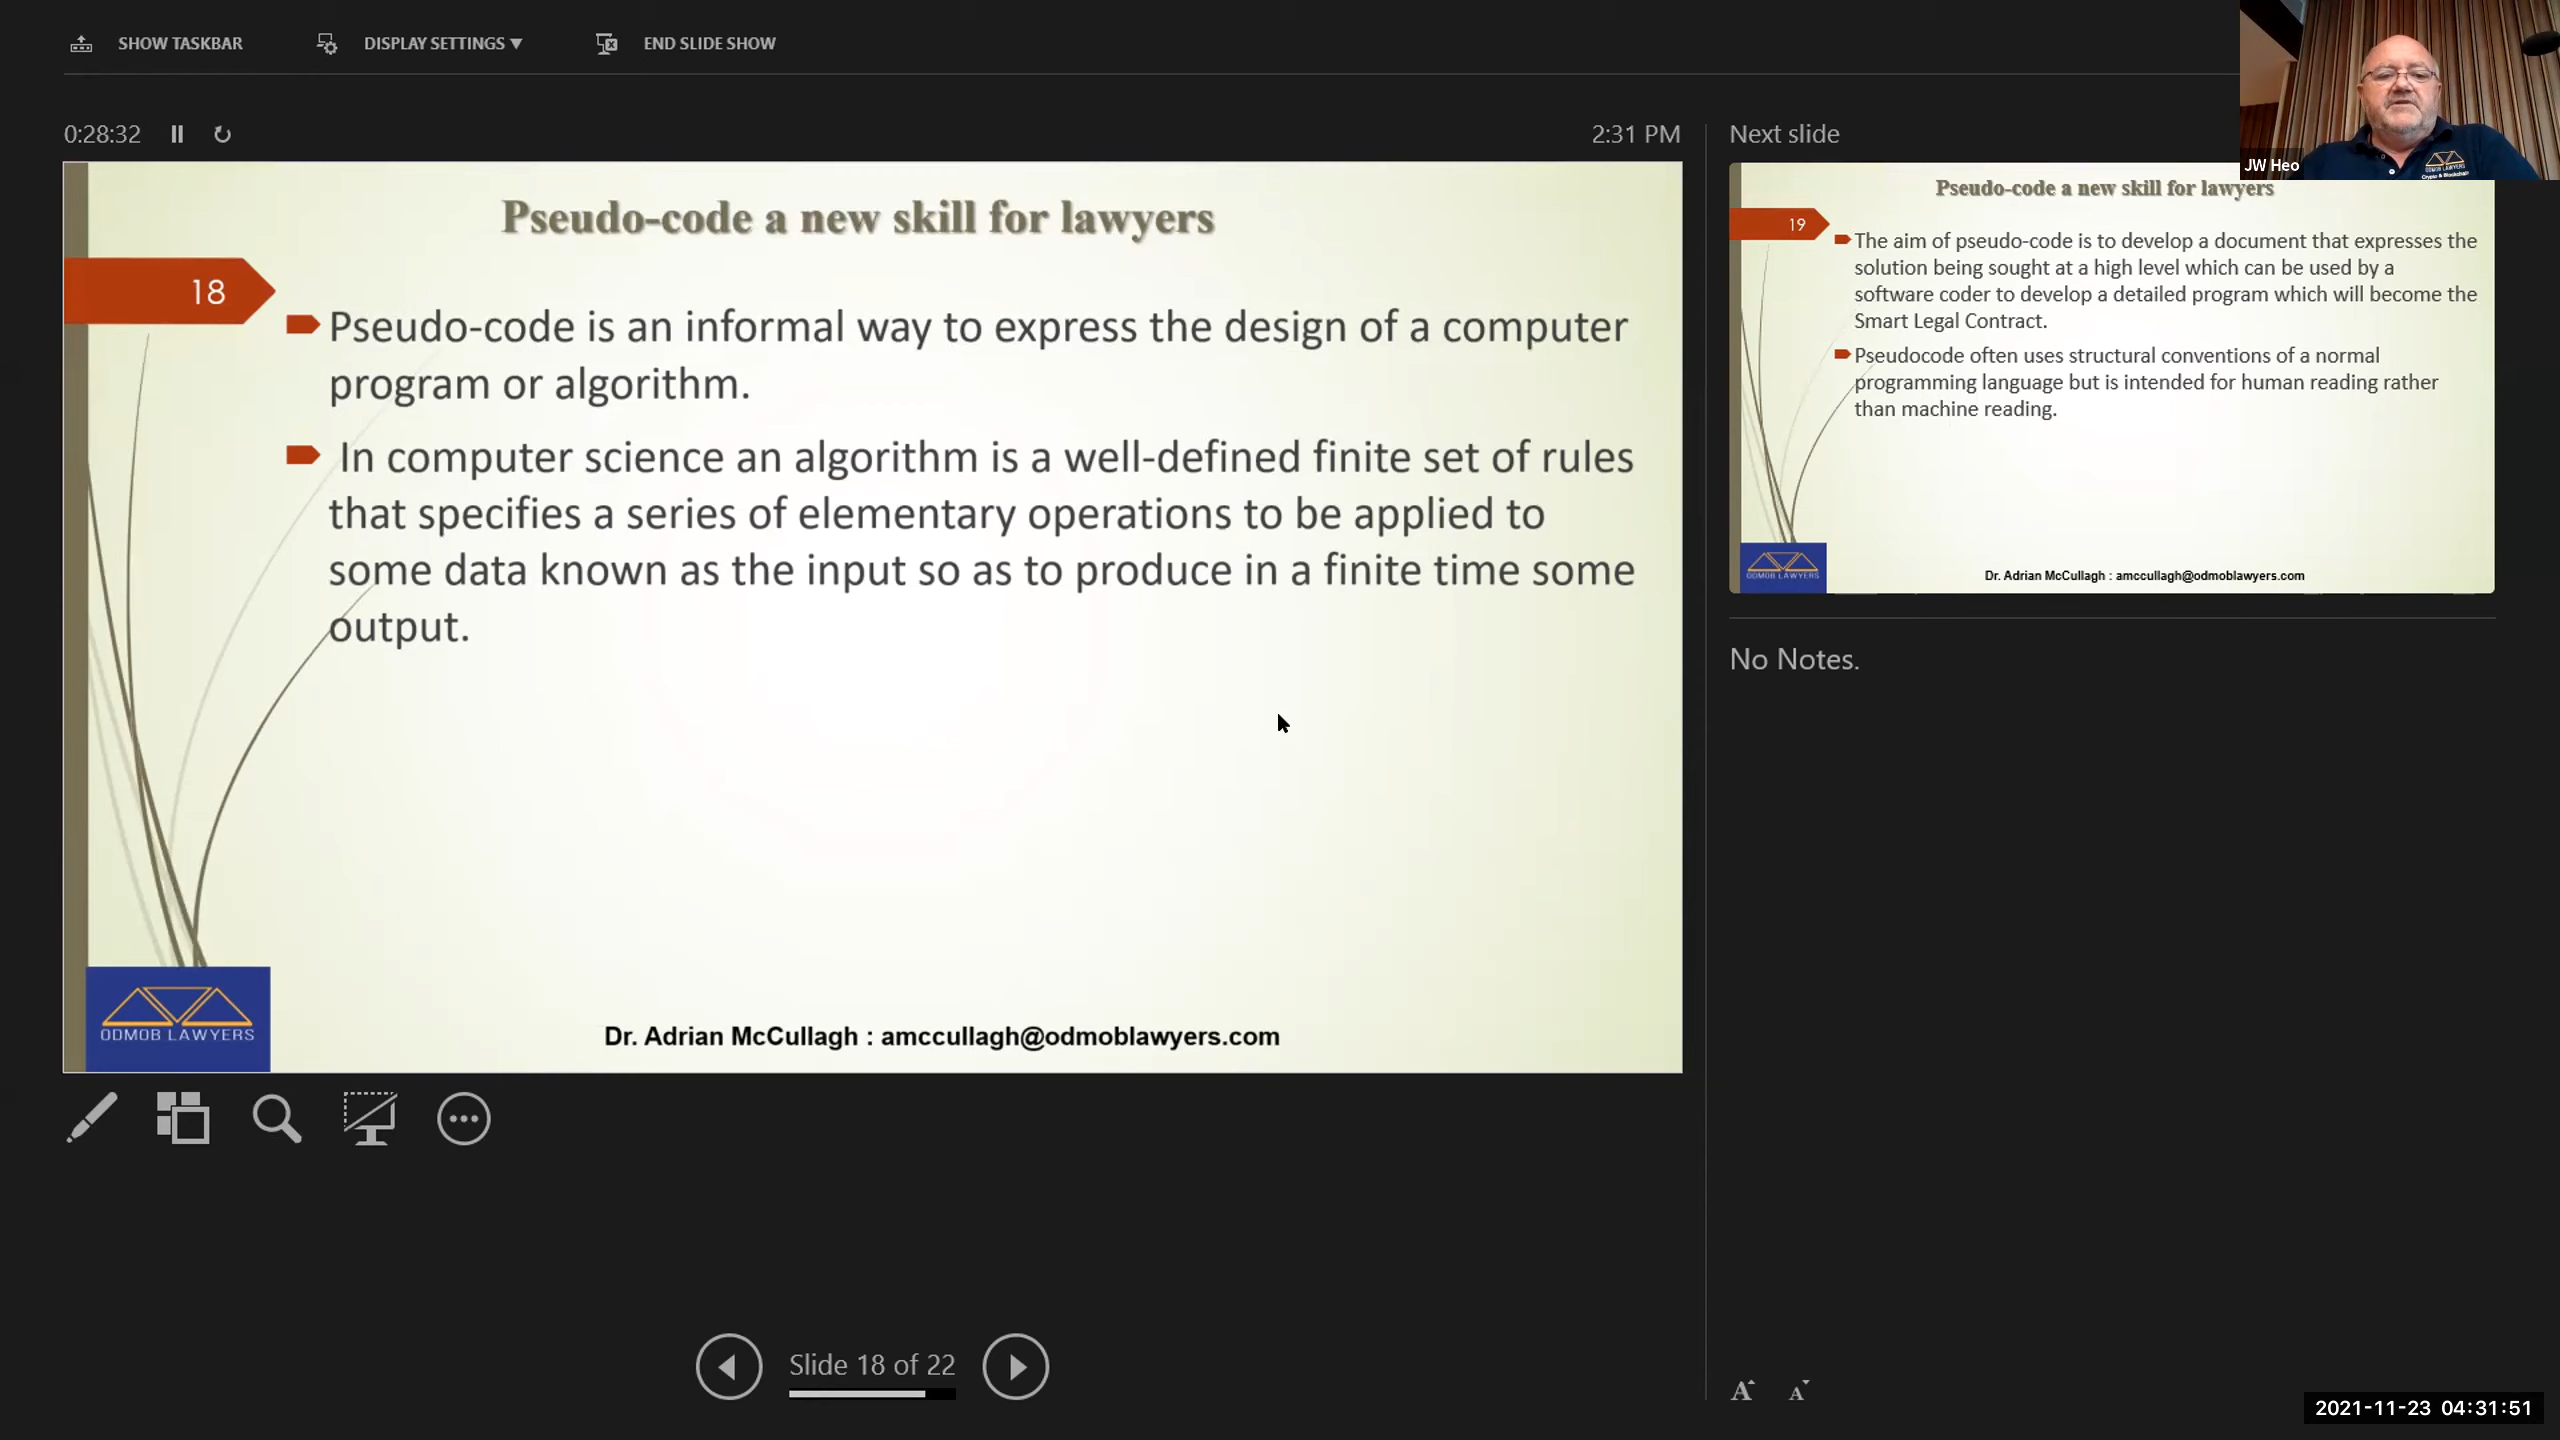 SHOW TASKBAR
DISPLAY SETTINGS
END SLIDE SHOW
0:28:32
2:31 PM
Pseudo-code a new skill for lawyers
18
Pseudo-code is an informal way to express the design of a computer
program or algorithm.
In computer science an algorithm is a well-defined finite set of rules
that specifies a series of elementary operations to be applied to
some data known as the input so as to produce in a finite time some
output.
ODMOB LAWYERS
Dr. Adrian McCullagh : amccullagh@odmoblawyers.com
Slide 18 of 22
Next slide
JW Heo
ODMOB LAWYERS
Crypto & Blockchain
Pseudo-code a new skill for lawyers
19
The aim of pseudo-code is to develop a document that expresses the
solution being sought at a high level which can be used by a
software coder to develop a detailed program which will become the
Smart Legal Contract.
Pseudocode often uses structural conventions of a normal
programming language but is intended for human reading rather
than machine reading.
ODMOB LAWYERS
Dr. Adrian McCullagh : amccullagh@odmoblawyers.com
No Notes.
A A
2021-11-23 04:31:51